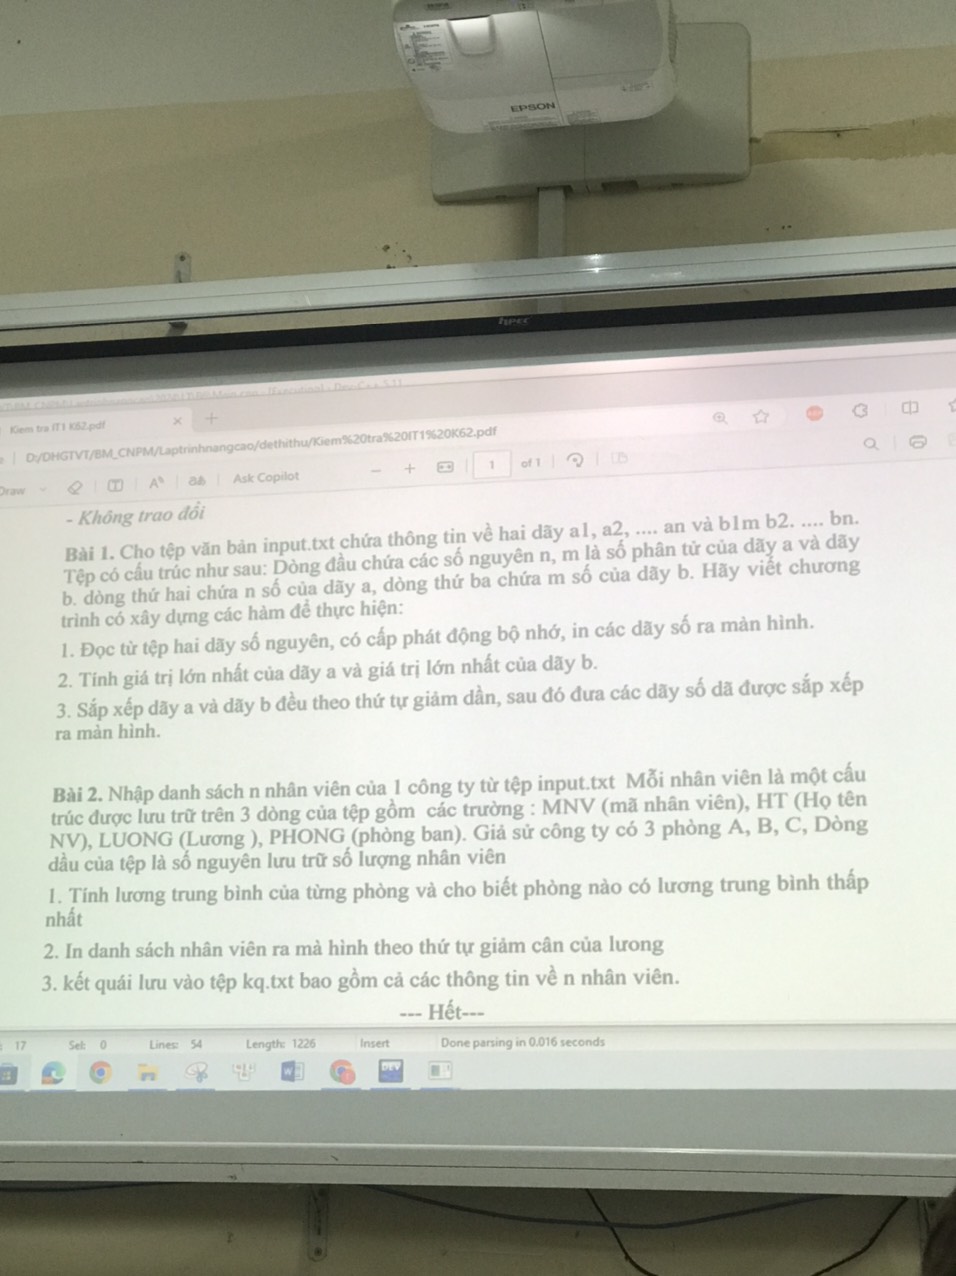 EPSON
Kiem tra IT1 K62.pdf
D:/DHGTVT/BM_CNPM/Laptrinhnangcao/dethithu/Kiem%20tra%20IT1%20K62.pdf
Draw
Ask Copilot
1 of 1
- Không trao đổi
Bài 1. Cho tệp văn bản input.txt chứa thông tin về hai dãy a1, a2, .... an và b1m b2. .... bn.
Tệp có cấu trúc như sau: Dòng đầu chứa các số nguyên n, m là số phân tử của dãy a và dãy
b. dòng thứ hai chứa n số của dãy a, dòng thứ ba chứa m số của dãy b. Hãy viết chương
trình có xây dựng các hàm để thực hiện:
1. Đọc từ tệp hai dãy số nguyên, có cấp phát động bộ nhớ, in các dãy số ra màn hình.
2. Tính giá trị lớn nhất của dãy a và giá trị lớn nhất của dãy b.
3. Sắp xếp dãy a và dãy b đều theo thứ tự giảm dần, sau đó đưa các dãy số dã được sắp xếp
ra màn hình.
Bài 2. Nhập danh sách n nhân viên của 1 công ty từ tệp input.txt Mỗi nhân viên là một cấu
trúc được lưu trữ trên 3 dòng của tệp gồm các trường : MNV (mã nhân viên), HT (Họ tên
NV), LUONG (Lương ), PHONG (phòng ban). Giả sử công ty có 3 phòng A, B, C, Dòng
dầu của tệp là số nguyên lưu trữ số lượng nhân viên
1. Tính lương trung bình của từng phòng và cho biết phòng nào có lương trung bình thấp
nhất
2. In danh sách nhân viên ra mà hình theo thứ tự giảm cân của lưong
3. kết quái lưu vào tệp kq.txt bao gồm cả các thông tin về n nhân viên.
--- Hết---
17 Sel: 0 Lines: 54 Length: 1226 Insert Done parsing in 0.016 seconds
DEV